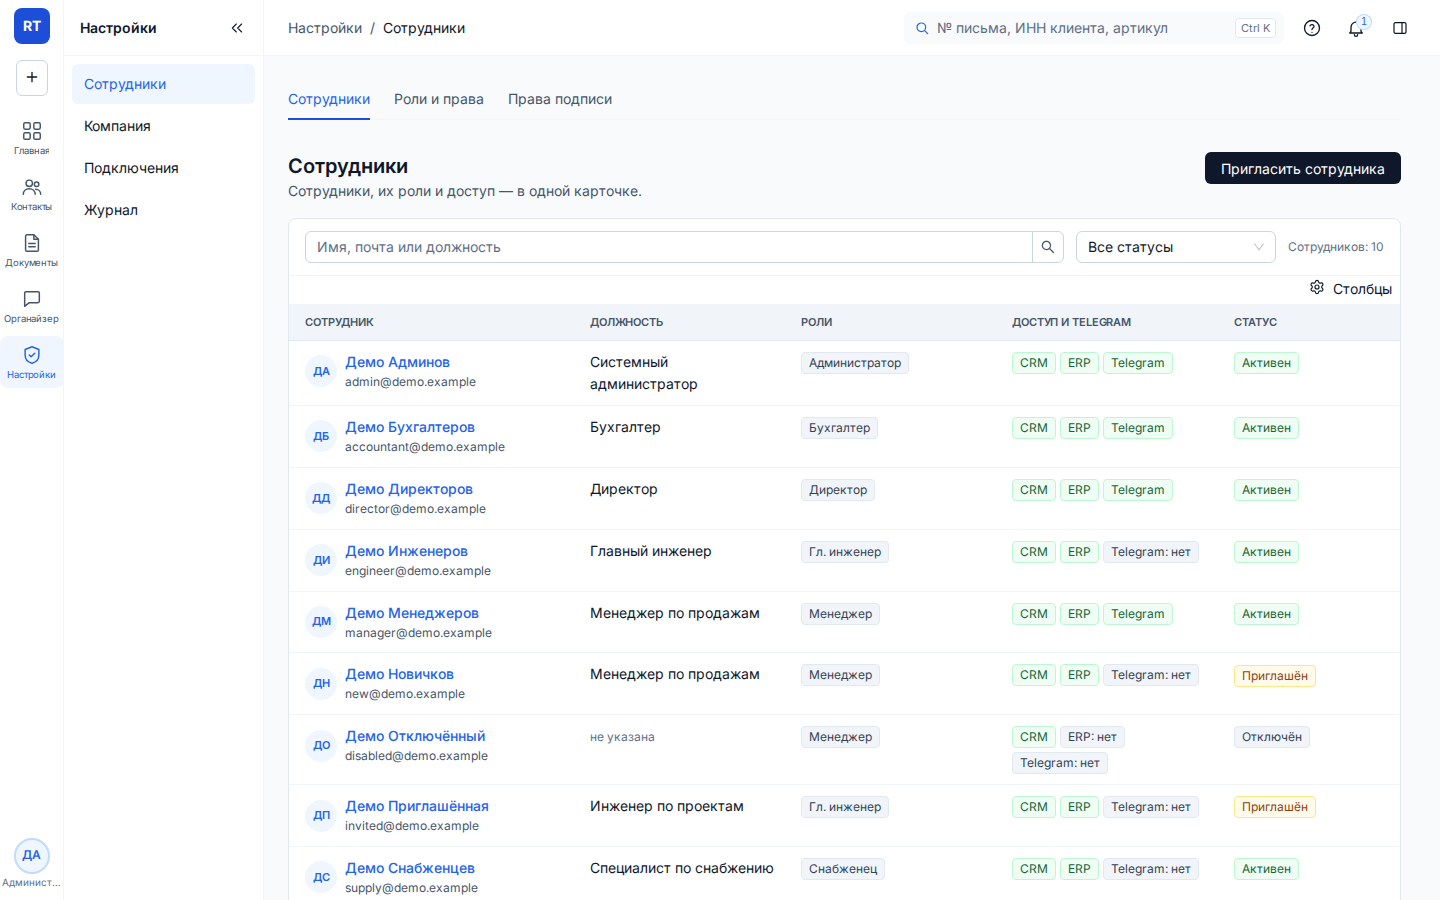 RT
Настройки
Настройки / Сотрудники
№ письма, ИНН клиента, артикул
Ctrl K
1
Главная
Контакты
Документы
Органайзер
Настройки
Сотрудники
Компания
Подключения
Журнал
Сотрудники
Роли и права
Права подписи
Сотрудники
Сотрудники, их роли и доступ — в одной карточке.
Пригласить сотрудника
Имя, почта или должность
Все статусы
Сотрудников: 10
Столбцы
СОТРУДНИК ДОЛЖНОСТЬ РОЛИ ДОСТУП И TELEGRAM СТАТУС
ДА Демо Админов Системный администратор Администратор CRM ERP Telegram Активен
admin@demo.example
ДБ Демо Бухгалтеров Бухгалтер Бухгалтер CRM ERP Telegram Активен
accountant@demo.example
ДД Демо Директоров Директор Директор CRM ERP Telegram Активен
director@demo.example
ДИ Демо Инженеров Главный инженер Гл. инженер CRM ERP Telegram: нет Активен
engineer@demo.example
ДМ Демо Менеджеров Менеджер по продажам Менеджер CRM ERP Telegram Активен
manager@demo.example
ДН Демо Новичков Менеджер по продажам Менеджер CRM ERP Telegram: нет Приглашён
new@demo.example
ДО Демо Отключённый не указана Менеджер CRM ERP: нет Telegram: нет Отключён
disabled@demo.example
ДП Демо Приглашённая Инженер по проектам Гл. инженер CRM ERP Telegram: нет Приглашён
invited@demo.example
ДС Демо Снабженцев Специалист по снабжению Снабженец CRM ERP Telegram: нет Активен
supply@demo.example
ДА
Админист...